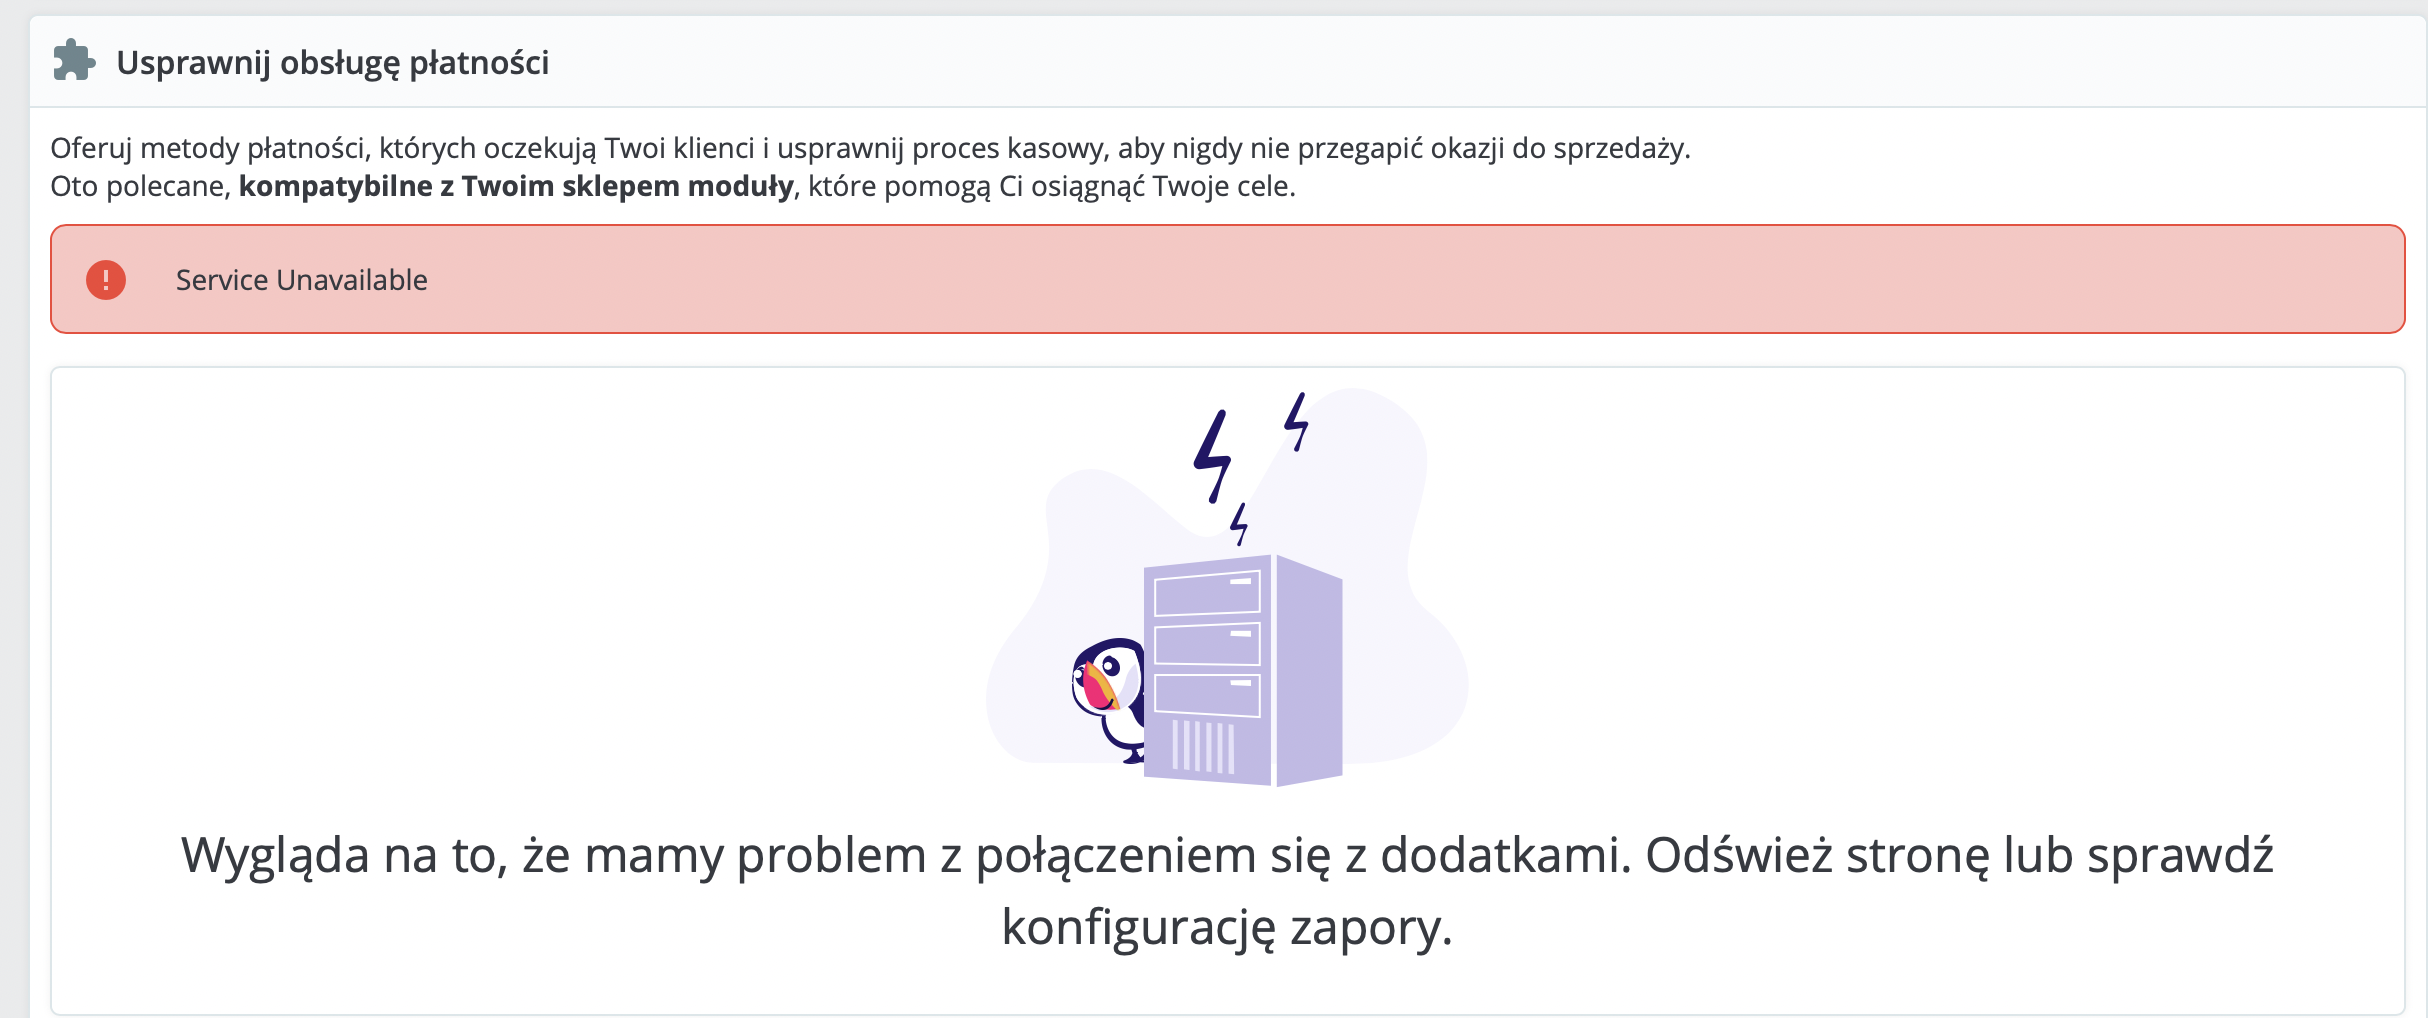 Usprawnij obsługę płatności
Oferuj metody płatności, których oczekują Twoi klienci i usprawnij proces kasowy, aby nigdy nie przegapić okazji do sprzedaży.
Oto polecane, kompatybilne z Twoim sklepem moduły, które pomogą Ci osiągnąć Twoje cele.
Service Unavailable
Wygląda na to, że mamy problem z połączeniem się z dodatkami. Odśwież stronę lub sprawdź
konfigurację zapory.